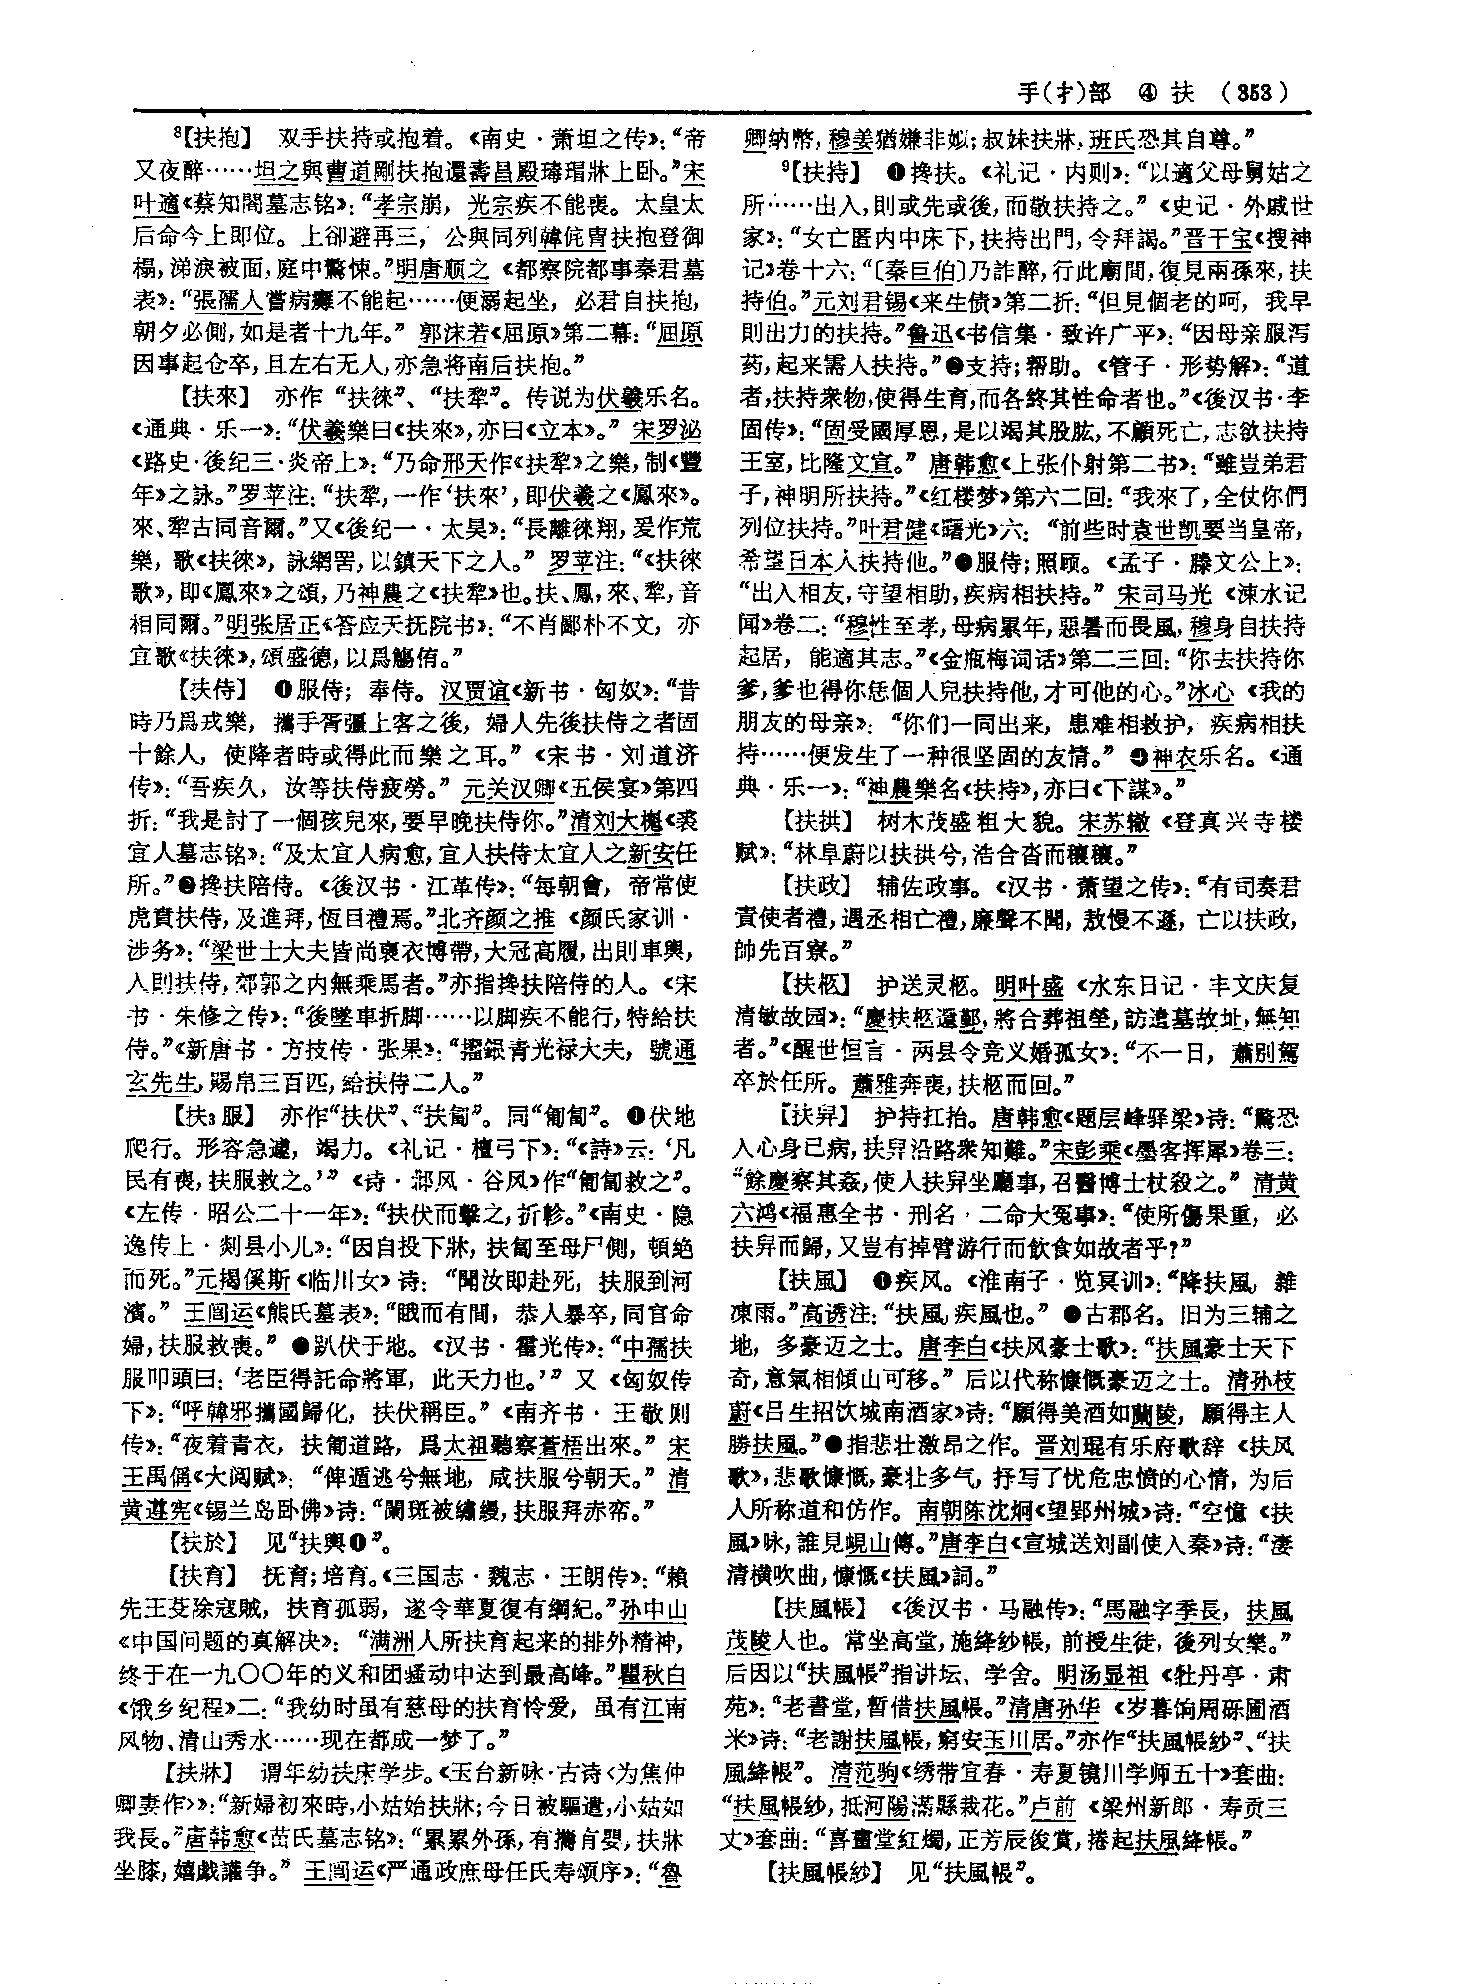 手(扌)部 ④ 扶 (353)
⁸【扶抱】 双手扶持或抱着。《南史·萧坦之传》：“帝
又夜醉……坦之與曹道剛扶抱還壽昌殿瑇瑁牀上卧。”宋
叶適《蔡知閤墓志铭》：“孝宗崩，光宗疾不能喪。太皇太
后命今上即位。上卻避再三，公與同列韓侂胄扶抱登御
榻，涕淚被面，庭中驚悚。”明唐顺之《都察院都事秦君墓
表》：“張孺人嘗病癱不能起……便溺起坐，必君自扶抱，
朝夕必側，如是者十九年。” 郭沫若《屈原》第二幕：“屈原
因事起仓卒，且左右无人，亦急将南后扶抱。”
【扶來】 亦作“扶徠”、“扶犂”。传说为伏羲乐名。
《通典·乐一》：“伏羲樂曰《扶來》，亦曰《立本》。” 宋罗泌
《路史·後纪三·炎帝上》：“乃命邢天作《扶犂》之樂，制《豐
年》之詠。”罗苹注：“扶犂，一作‘扶來’，即伏羲之《鳳來》。
來、犂古同音爾。”又《後纪一·太昊》：“長離徠翔，爰作荒
樂，歌《扶徠》，詠網罟，以鎮天下之人。” 罗苹注：“《扶徠
歌》，即《鳳來》之頌，乃神農之《扶犂》也。扶、鳳，來、犂，音
相同爾。”明张居正《答应天抚院书》：“不肖鄙朴不文，亦
宜歌《扶徠》，頌盛德，以爲觴侑。”
【扶侍】 ❶服侍；奉侍。汉贾谊《新书·匈奴》：“昔
時乃爲戎樂，攜手胥彊上客之後，婦人先後扶侍之者固
十餘人，使降者時或得此而樂之耳。”《宋书·刘道济
传》：“吾疾久，汝等扶侍疲勞。” 元关汉卿《五侯宴》第四
折：“我是討了一個孩兒來，要早晚扶侍你。”清刘大櫆《裘
宜人墓志铭》：“及太宜人病愈，宜人扶侍太宜人之新安任
所。”❷搀扶陪侍。《後汉书·江革传》：“每朝會，帝常使
虎賁扶侍，及進拜，恆目禮焉。”北齐颜之推《颜氏家训·
涉务》：“梁世士大夫皆尚褒衣博帶，大冠高履，出則車輿，
入則扶侍，郊郭之内無乘馬者。”亦指搀扶陪侍的人。《宋
书·朱修之传》：“後墜車折脚……以脚疾不能行，特給扶
侍。”《新唐书·方技传·张果》：“擢銀青光禄大夫，號通
玄先生，賜帛三百匹，給扶侍二人。”
【扶₃服】 亦作“扶伏”、“扶匐”。同“匍匐”。❶伏地
爬行。形容急遽，竭力。《礼记·檀弓下》：“《詩》云：‘凡
民有喪，扶服救之。’”《诗·邶风·谷风》作“匍匐救之”。
《左传·昭公二十一年》：“扶伏而擊之，折軫。”《南史·隐
逸传上·剡县小儿》：“因自投下牀，扶匐至母尸側，頓絶
而死。”元揭傒斯《临川女》诗：“聞汝即赴死，扶服到河
濱。” 王闿运《熊氏墓表》：“俄而有間，恭人暴卒，同官命
婦，扶服救喪。” ❷趴伏于地。《汉书·霍光传》：“中孺扶
服叩頭曰：‘老臣得託命將軍，此天力也。’” 又《匈奴传
下》：“呼韓邪攜國歸化，扶伏稱臣。”《南齐书·王敬则
传》：“夜着青衣，扶匍道路，爲太祖聽察蒼梧出來。” 宋
王禹偁《大阅赋》：“俾遁逃兮無地，咸扶服兮朝天。” 清
黄遵宪《锡兰岛卧佛》诗：“闌斑被繡縵，扶服拜赤帟。”
【扶於】 见“扶輿❶”。
【扶育】 抚育；培育。《三国志·魏志·王朗传》：“賴
先王芟除寇賊，扶育孤弱，遂令華夏復有綱紀。”孙中山
《中国问题的真解决》：“满洲人所扶育起来的排外精神，
终于在一九〇〇年的义和团骚动中达到最高峰。”瞿秋白
《饿乡纪程》二：“我幼时虽有慈母的扶育怜爱，虽有江南
风物、清山秀水……现在都成一梦了。”
【扶牀】 谓年幼扶床学步。《玉台新咏·古诗〈为焦仲
卿妻作〉》：“新婦初來時，小姑始扶牀；今日被驅遣，小姑如
我長。”唐韩愈《苗氏墓志铭》：“累累外孫，有攜有嬰，扶牀
坐膝，嬉戲讙争。” 王闿运《严通政庶母任氏寿颂序》：“魯
卿纳幣，穆姜猶嫌非姒；叔妹扶牀，班氏恐其自尊。”
⁹【扶持】 ❶搀扶。《礼记·内则》：“以適父母舅姑之
所……出入，則或先或後，而敬扶持之。”《史记·外戚世
家》：“女亡匿内中床下，扶持出門，令拜謁。”晋干宝《搜神
记》卷十六：“〔秦巨伯〕乃詐醉，行此廟間，復見兩孫來，扶
持伯。”元刘君锡《来生债》第二折：“但見個老的呵，我早
則出力的扶持。”鲁迅《书信集·致许广平》：“因母亲服泻
药，起来需人扶持。”❷支持；帮助。《管子·形势解》：“道
者，扶持衆物，使得生育，而各終其性命者也。”《後汉书·李
固传》：“固受國厚恩，是以竭其股肱，不顧死亡，志欲扶持
王室，比隆文宣。” 唐韩愈《上张仆射第二书》：“雖豈弟君
子，神明所扶持。”《红楼梦》第六二回：“我來了，全仗你們
列位扶持。”叶君健《曙光》六：“前些时袁世凯要当皇帝，
希望日本人扶持他。”❸服侍；照顾。《孟子·滕文公上》：
“出入相友，守望相助，疾病相扶持。” 宋司马光《涑水记
闻》卷二：“穆性至孝，母病累年，惡暑而畏風，穆身自扶持
起居，能適其志。”《金瓶梅词话》第二三回：“你去扶持你
爹，爹也得你恁個人兒扶持他，才可他的心。”冰心《我的
朋友的母亲》：“你们一同出来，患难相救护，疾病相扶
持……便发生了一种很坚固的友情。” ❹神农乐名。《通
典·乐一》：“神農樂名《扶持》，亦曰《下謀》。”
【扶拱】 树木茂盛粗大貌。宋苏辙《登真兴寺楼
赋》：“林阜蔚以扶拱兮，浩合沓而穰穰。”
【扶政】 辅佐政事。《汉书·萧望之传》：“有司奏君
責使者禮，遇丞相亡禮，廉聲不聞，敖慢不遜，亡以扶政，
帥先百寮。”
【扶柩】 护送灵柩。明叶盛《水东日记·丰文庆复
清敏故园》：“慶扶柩還鄞，將合葬祖塋，訪遺墓故址，無知
者。”《醒世恒言·两县令竞义婚孤女》：“不一日，蕭别駕
卒於任所。蕭雅奔喪，扶柩而回。”
【扶舁】 护持扛抬。唐韩愈《题层峰驿梁》诗：“驚恐
入心身已病，扶舁沿路衆知難。”宋彭乘《墨客挥犀》卷三：
“餘慶察其姦，使人扶舁坐廳事，召醫博士杖殺之。” 清黄
六鸿《福惠全书·刑名·二命大冤事》：“使所傷果重，必
扶舁而歸，又豈有掉臂游行而飲食如故者乎？”
【扶風】 ❶疾风。《淮南子·览冥训》：“降扶風，雜
凍雨。”高诱注：“扶風，疾風也。” ❷古郡名。旧为三辅之
地，多豪迈之士。唐李白《扶风豪士歌》：“扶風豪士天下
奇，意氣相傾山可移。” 后以代称慷慨豪迈之士。清孙枝
蔚《吕生招饮城南酒家》诗：“願得美酒如蘭陵，願得主人
勝扶風。”❸指悲壮激昂之作。晋刘琨有乐府歌辞《扶风
歌》，悲歌慷慨，豪壮多气，抒写了忧危忠愤的心情，为后
人所称道和仿作。南朝陈沈炯《望郢州城》诗：“空憶《扶
風》咏，誰見峴山傳。”唐李白《宣城送刘副使入秦》诗：“淒
清横吹曲，慷慨《扶風》詞。”
【扶風帳】 《後汉书·马融传》：“馬融字季長，扶風
茂陵人也。常坐高堂，施絳紗帳，前授生徒，後列女樂。”
后因以“扶風帳”指讲坛、学舍。明汤显祖《牡丹亭·肃
苑》：“老書堂，暫借扶風帳。”清唐孙华《岁暮饷周砾圃酒
米》诗：“老謝扶風帳，窮安玉川居。”亦作“扶風帳紗”、“扶
風絳帳”。清范驹《绣带宜春·寿夏镜川学师五十》套曲：
“扶風帳紗，抵河陽滿縣栽花。”卢前《梁州新郎·寿贡三
丈》套曲：“喜畫堂紅燭，正芳辰俊賞，捲起扶風絳帳。”
【扶風帳紗】 见“扶風帳”。